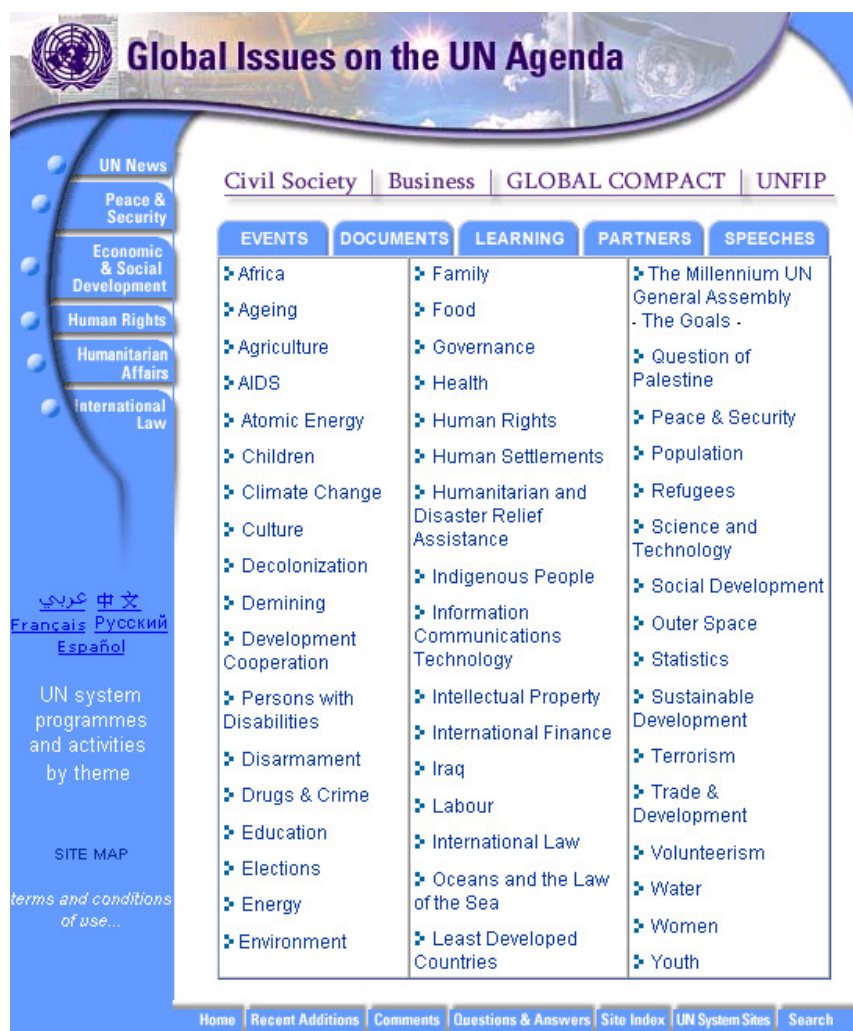 Global Issues on the UN Agenda
UN News
Peace &
Security
Economic
& Social
Development
Human Rights
Humanitarian
Affairs
International
Law
عربي 中文
Français Русский
Español
UN system
programmes
and activities
by theme
SITE MAP
terms and conditions
of use...
Civil Society | Business | GLOBAL COMPACT | UNFIP
EVENTS DOCUMENTS LEARNING PARTNERS SPEECHES
Africa
Ageing
Agriculture
AIDS
Atomic Energy
Children
Climate Change
Culture
Decolonization
Demining
Development
Cooperation
Persons with
Disabilities
Disarmament
Drugs & Crime
Education
Elections
Energy
Environment
Family
Food
Governance
Health
Human Rights
Human Settlements
Humanitarian and
Disaster Relief
Assistance
Indigenous People
Information
Communications
Technology
Intellectual Property
International Finance
Iraq
Labour
International Law
Oceans and the Law
of the Sea
Least Developed
Countries
The Millennium UN
General Assembly
- The Goals -
Question of
Palestine
Peace & Security
Population
Refugees
Science and
Technology
Social Development
Outer Space
Statistics
Sustainable
Development
Terrorism
Trade &
Development
Volunteerism
Water
Women
Youth
Home Recent Additions Comments Questions & Answers Site Index UN System Sites Search